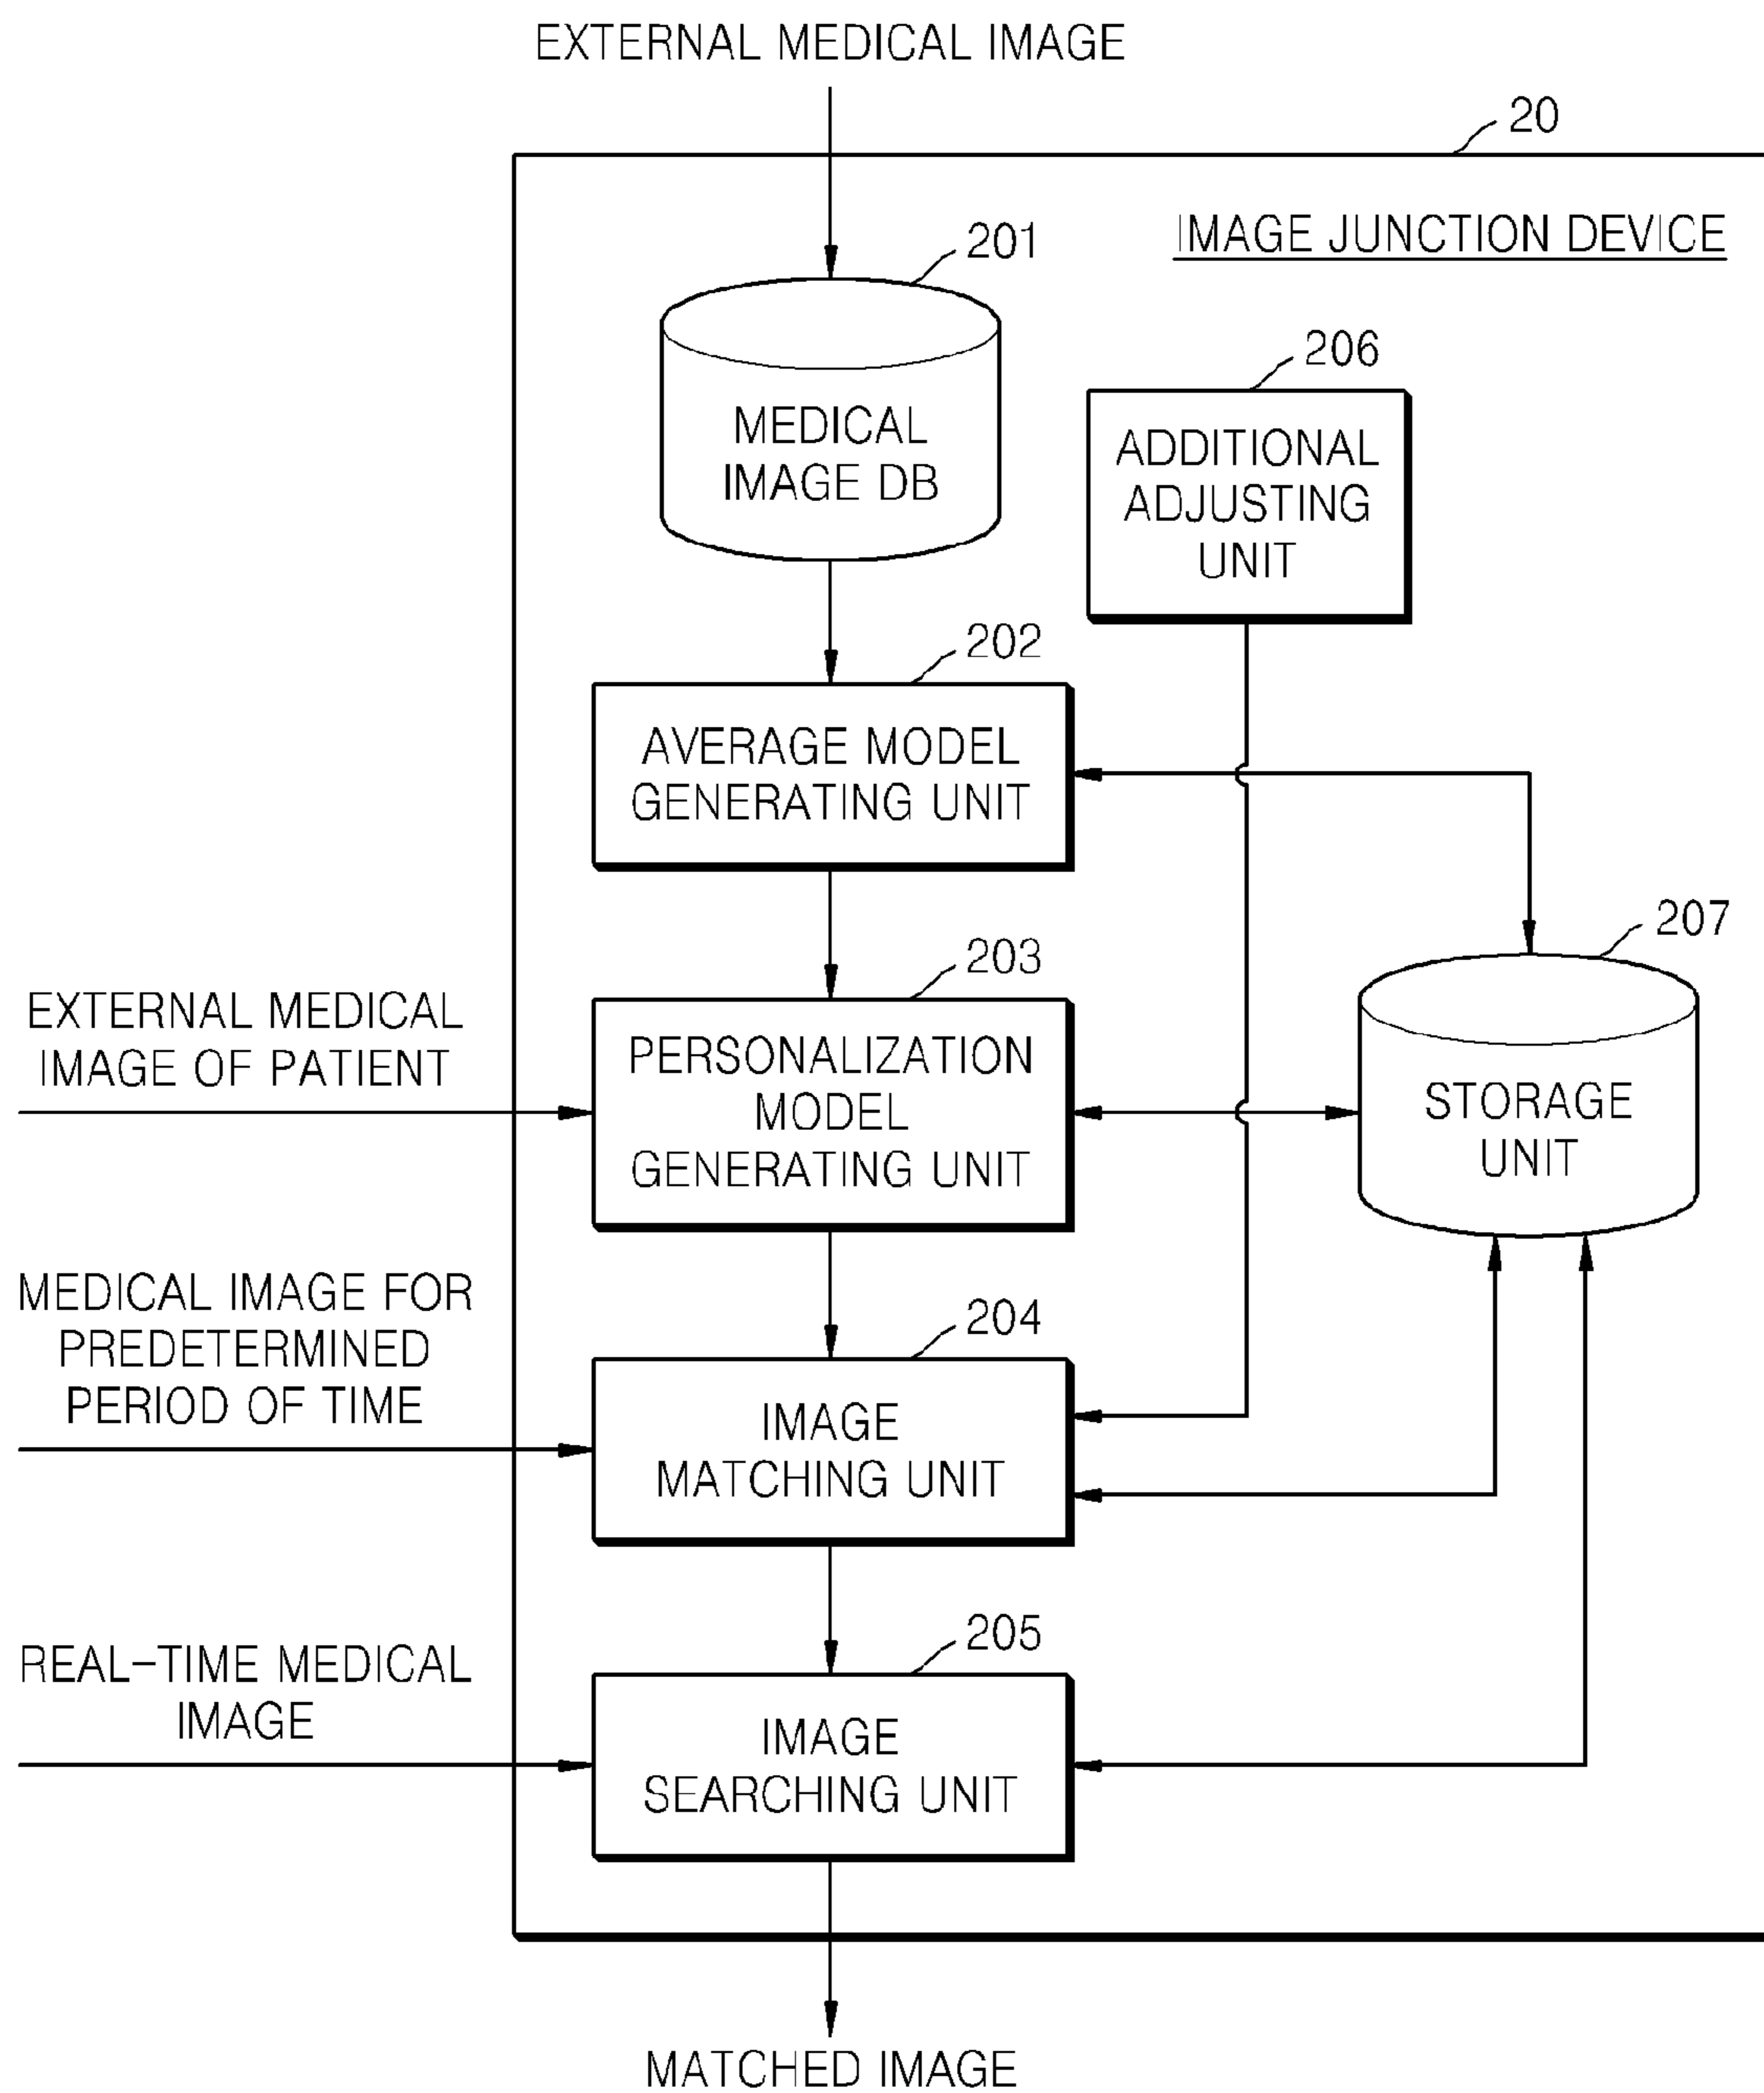 EXTERNAL MEDICAL IMAGE
20
IMAGE JUNCTION DEVICE
201
MEDICAL
IMAGE DB
206
ADDITIONAL
ADJUSTING
UNIT
202
AVERAGE MODEL
GENERATING UNIT
207
STORAGE
UNIT
EXTERNAL MEDICAL
IMAGE OF PATIENT
203
PERSONALIZATION
MODEL
GENERATING UNIT
MEDICAL IMAGE FOR
PREDETERMINED
PERIOD OF TIME
204
IMAGE
MATCHING UNIT
REAL-TIME MEDICAL
IMAGE
205
IMAGE
SEARCHING UNIT
MATCHED IMAGE